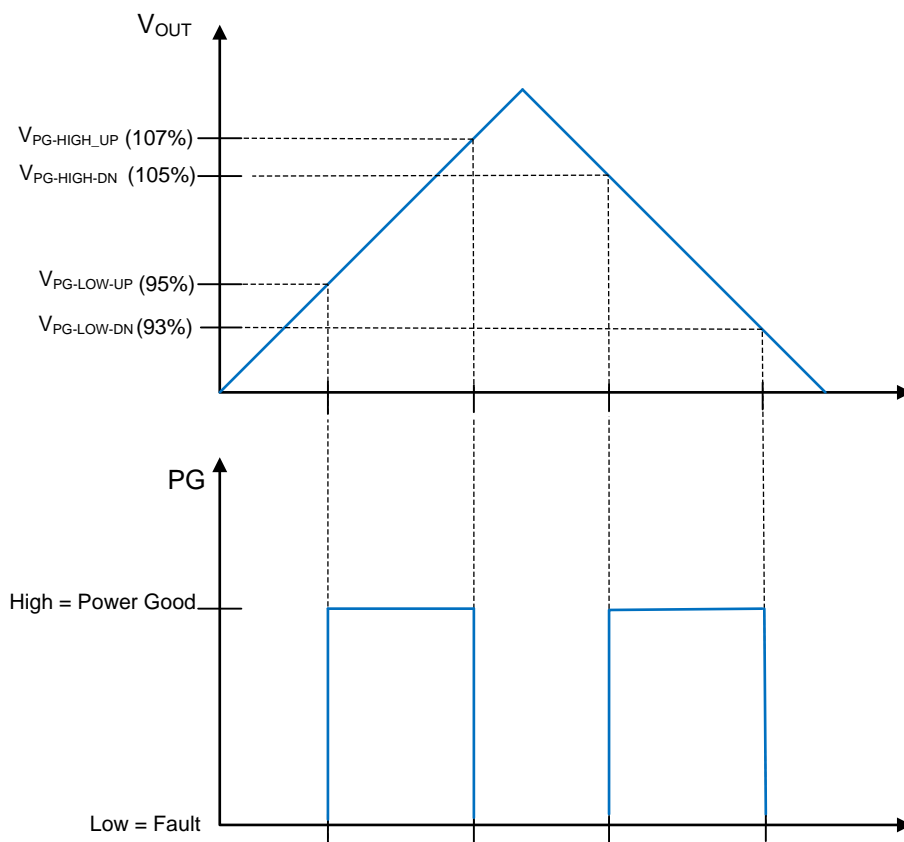 VOUT
VPG-HIGH_UP (107%)
VPG-HIGH-DN (105%)
VPG-LOW-UP (95%)
VPG-LOW-DN (93%)
PG
High = Power Good
Low = Fault